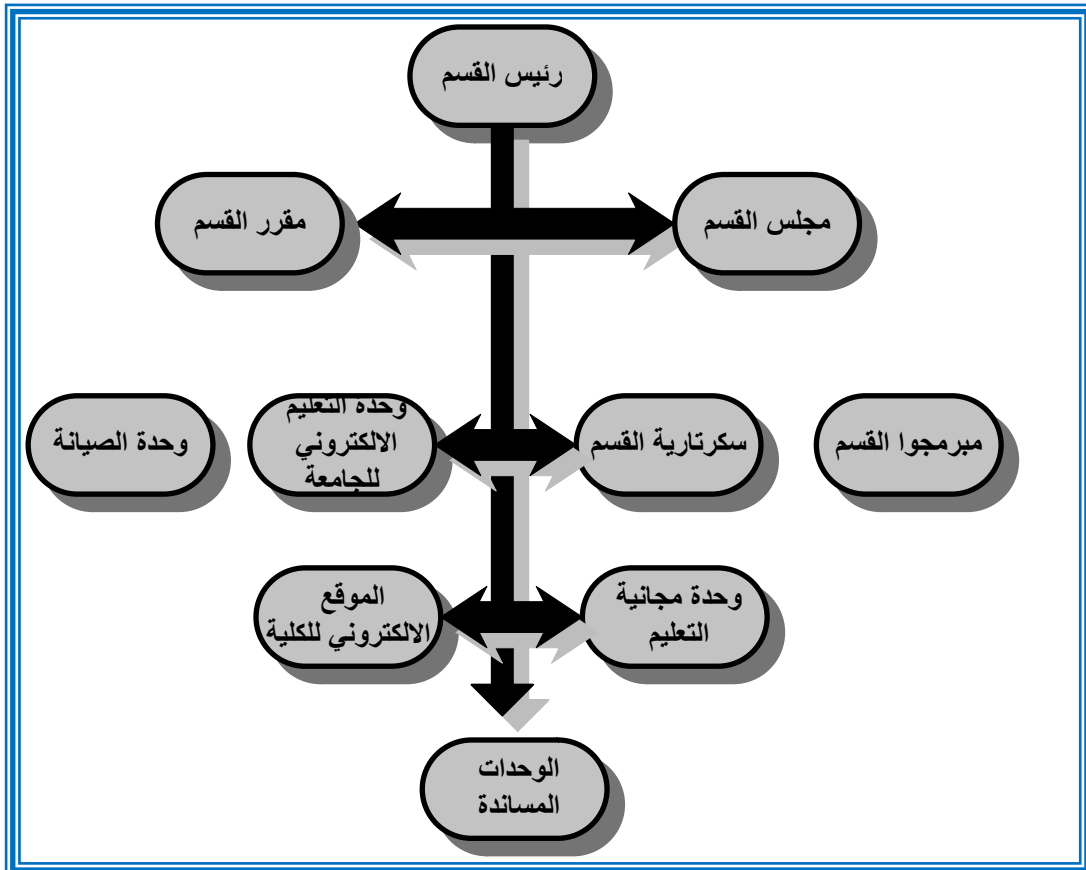 رئيس القسم
مجلس القسم
مقرر القسم
مبرمجوا القسم
سكرتارية القسم
وحدة التعليم
الالكتروني
للجامعة
وحدة الصيانة
وحدة مجانية
التعليم
الموقع
الالكتروني للكلية
الوحدات
المساندة